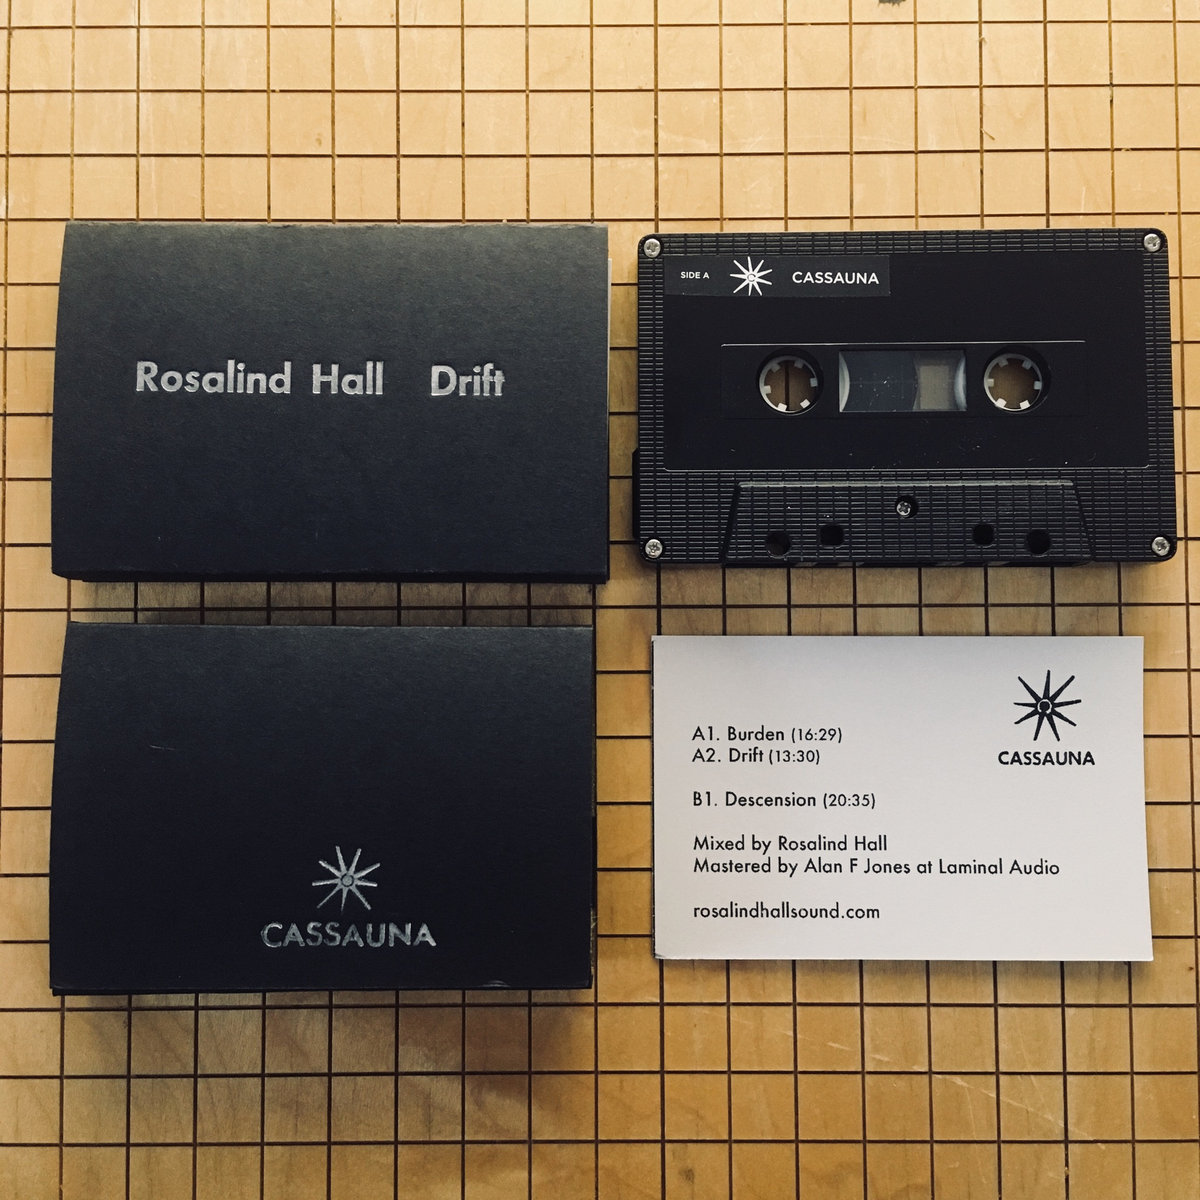 Rosalind Hall Drift
SIDE A CASSAUNA
CASSAUNA
CASSAUNA
A1. Burden (16:29)
A2. Drift (13:30)
B1. Descension (20:35)
Mixed by Rosalind Hall
Mastered by Alan F Jones at Laminal Audio
rosalindhallsound.com